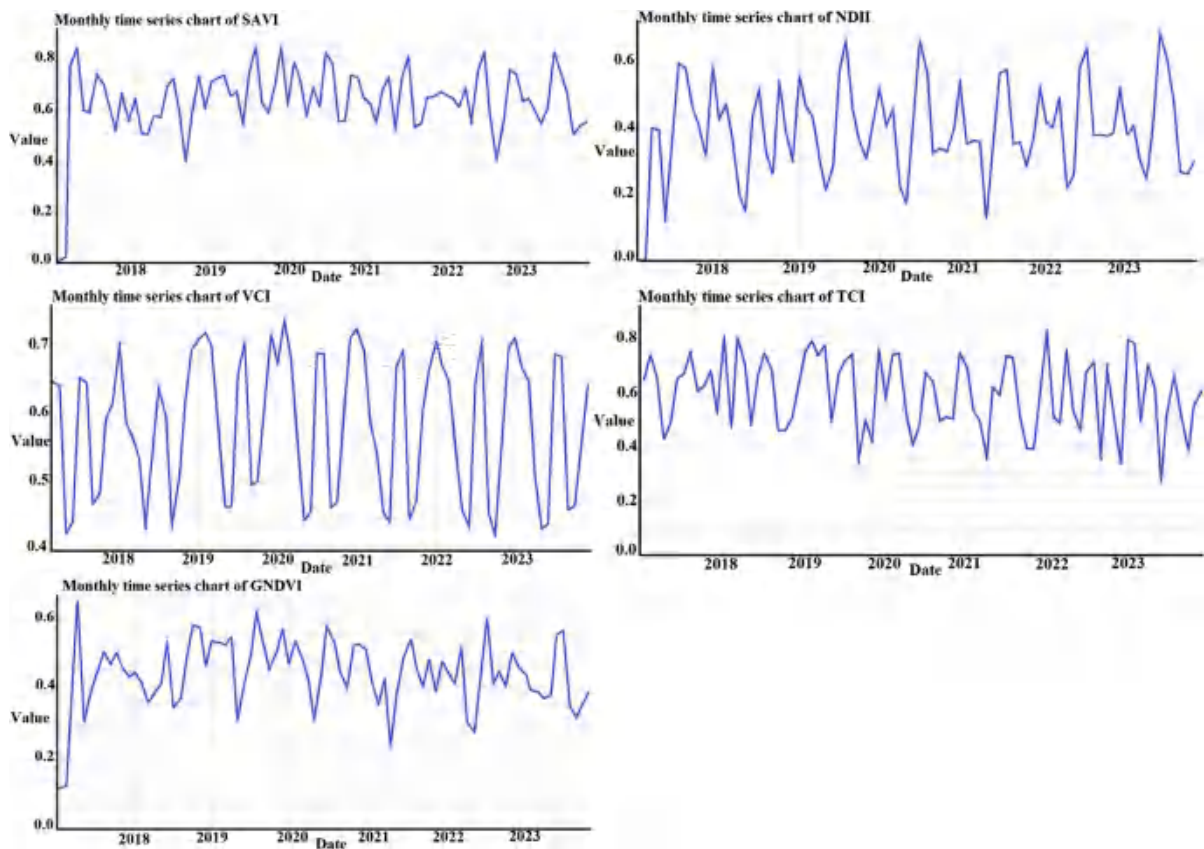 Monthly time series chart of SAVI
0.8
0.6
Value
0.4
0.2
0.0
2018 2019 2020 2021 2022 2023
Date
Monthly time series chart of NDII
0.6
0.4
Value
0.2
0.0
2018 2019 2020 2021 2022 2023
Date
Monthly time series chart of VCI
0.7
0.6
Value
0.5
0.4
2018 2019 2020 2021 2022 2023
Date
Monthly time series chart of TCI
0.8
0.6
Value
0.4
0.2
0.0
2018 2019 2020 2021 2022 2023
Date
Monthly time series chart of GNDVI
0.6
0.4
Value
0.2
0.0
2018 2019 2020 2021 2022 2023
Date